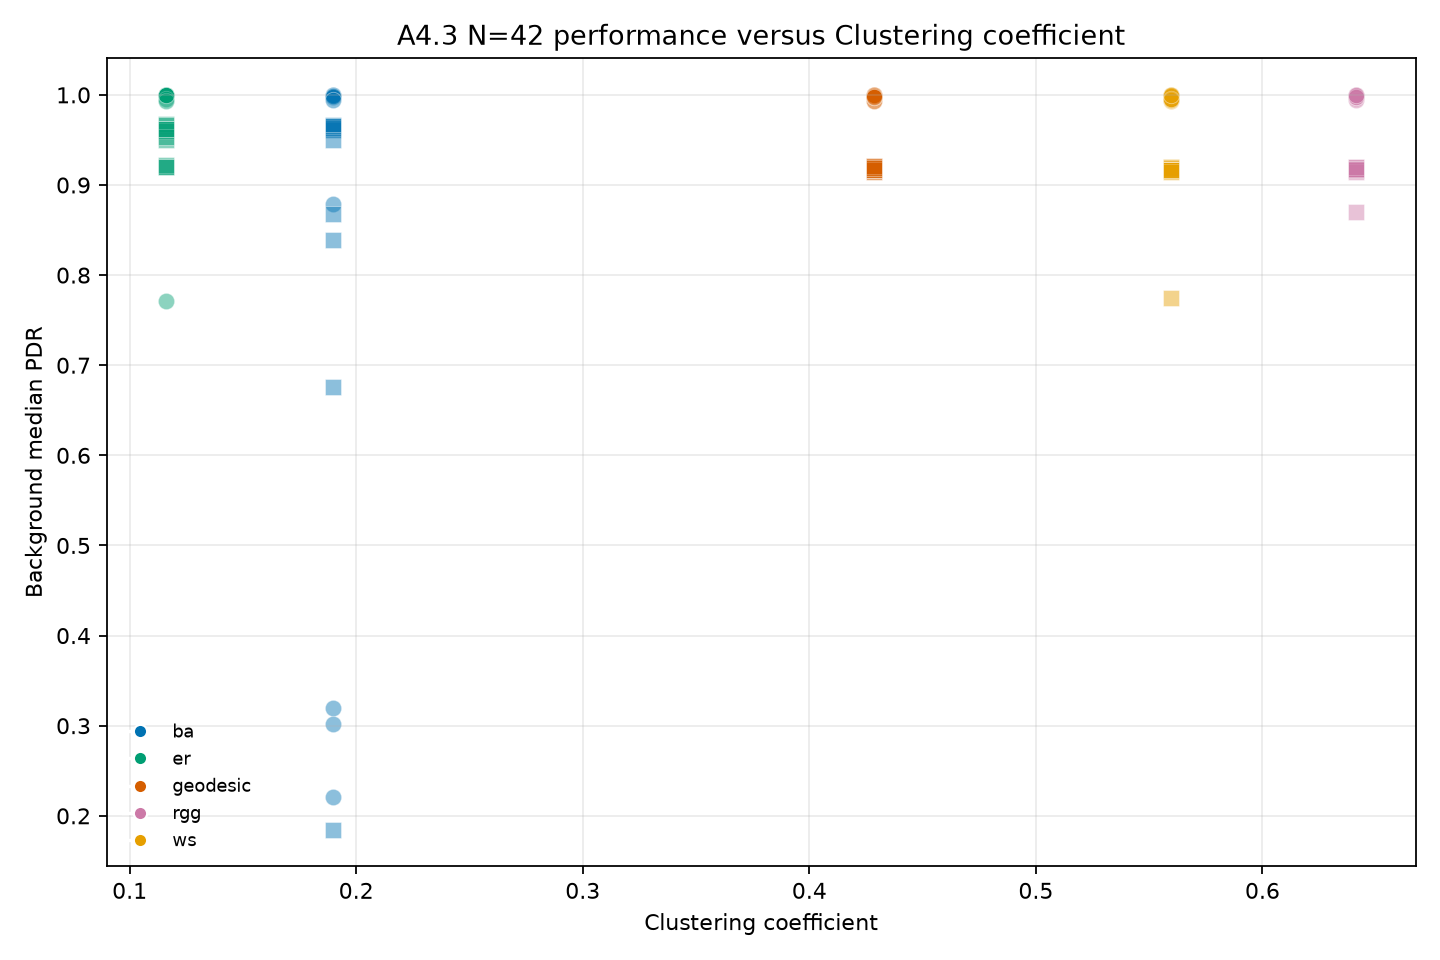 A4.3 N=42 performance versus Clustering coefficient
1.0
0.9
0.8
0.7
0.6
0.5
0.4
0.3
0.2
Background median PDR
ba
er
geodesic
rgg
ws
0.1 0.2 0.3 0.4 0.5 0.6
Clustering coefficient